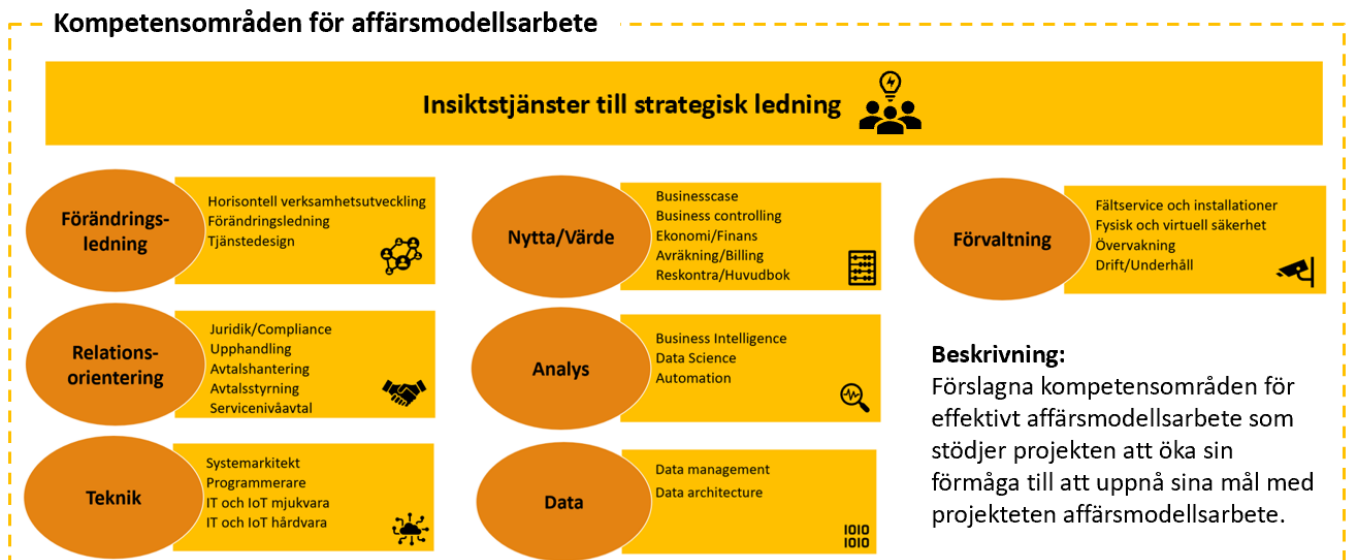 Kompetensområden för affärsmodellsarbete
Insiktstjänster till strategisk ledning
Förändrings-
ledning
Horisontell verksamhetsutveckling
Förändringsledning
Tjänstedesign
Nytta/Värde
Businesscase
Business controlling
Ekonomi/Finans
Avräkning/Billing
Reskontra/Huvudbok
Förvaltning
Fältservice och installationer
Fysisk och virtuell säkerhet
Övervakning
Drift/Underhåll
Relations-
orientering
Juridik/Compliance
Upphandling
Avtalshantering
Avtalsstyrning
Servicenivåavtal
Analys
Business Intelligence
Data Science
Automation
Beskrivning:
Förslagna kompetensområden för
effektivt affärsmodellsarbete som
stödjer projekten att öka sin
förmåga till att uppnå sina mål med
projekteten affärsmodellsarbete.
Teknik
Systemarkitekt
Programmerare
IT och IoT mjukvara
IT och IoT hårdvara
Data
Data management
Data architecture
1010
1010